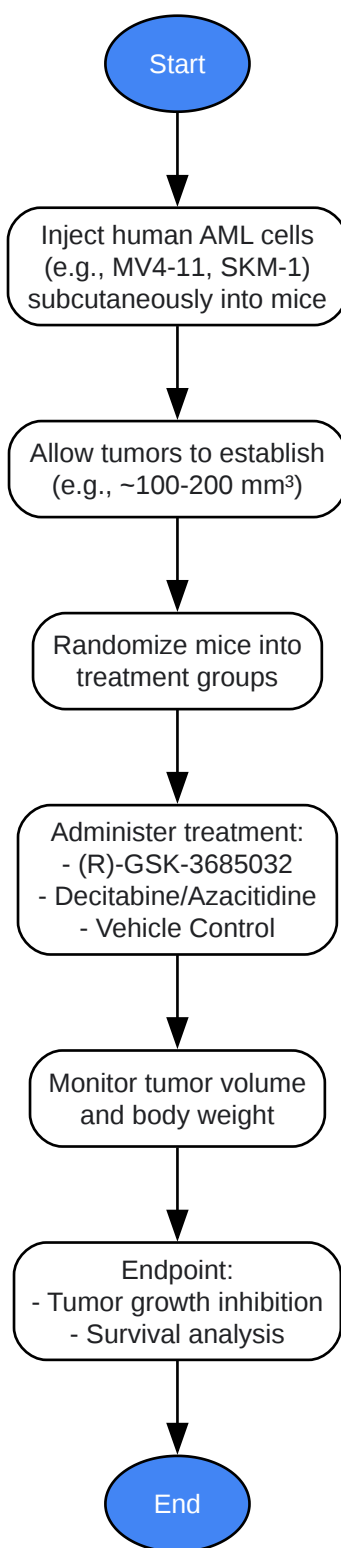 Start
Inject human AML cells
(e.g., MV4-11, SKM-1)
subcutaneously into mice
Allow tumors to establish
(e.g., ~100-200 mm³)
Randomize mice into
treatment groups
Administer treatment:
- (R)-GSK-3685032
- Decitabine/Azacitidine
- Vehicle Control
Monitor tumor volume
and body weight
Endpoint:
- Tumor growth inhibition
- Survival analysis
End